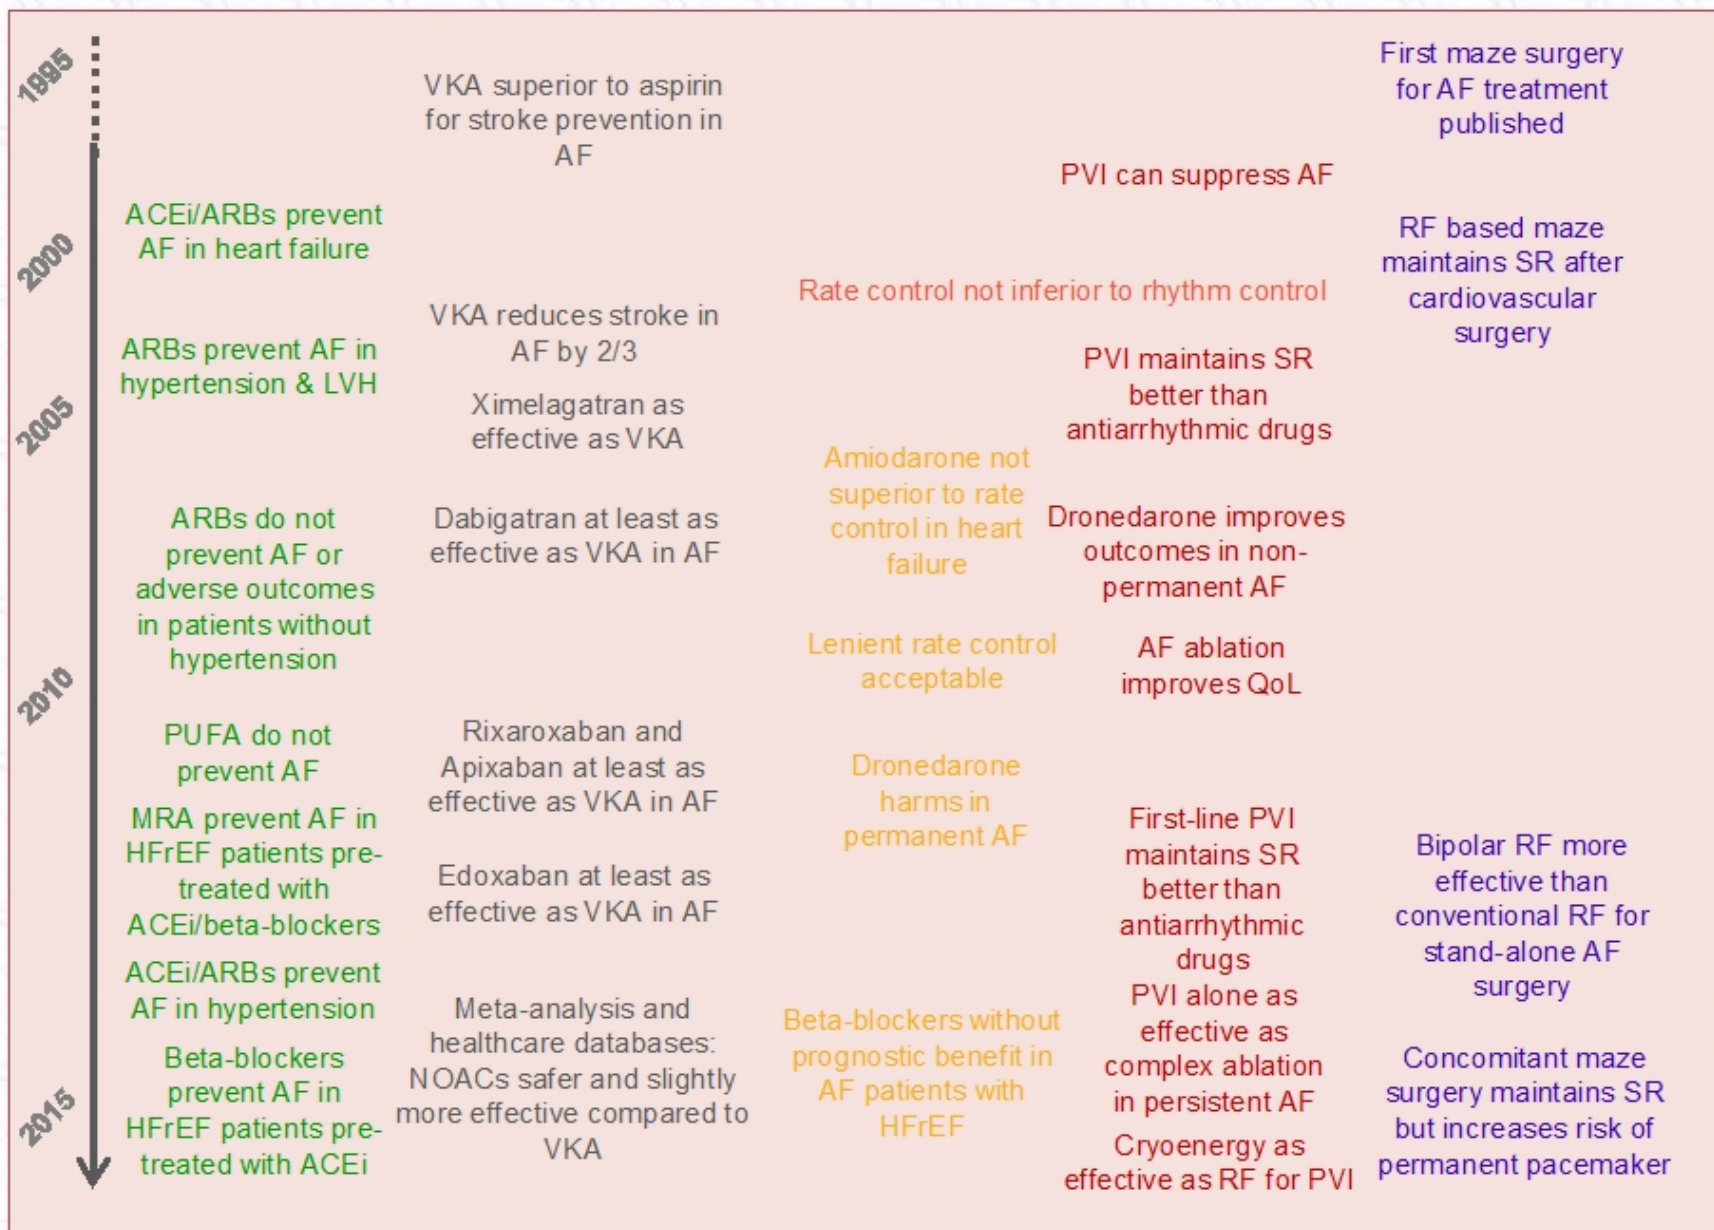 1995
2000
2005
2010
2015
ACEi/ARBs prevent
AF in heart failure
ARBs prevent AF in
hypertension & LVH
ARBs do not
prevent AF or
adverse outcomes
in patients without
hypertension
PUFA do not
prevent AF
MRA prevent AF in
HFrEF patients pre-
treated with
ACEi/beta-blockers
ACEi/ARBs prevent
AF in hypertension
Beta-blockers
prevent AF in
HFrEF patients pre-
treated with ACEi
VKA superior to aspirin
for stroke prevention in
AF
VKA reduces stroke in
AF by 2/3
Ximelagatran as
effective as VKA
Dabigatran at least as
effective as VKA in AF
Rixaroxaban and
Apixaban at least as
effective as VKA in AF
Edoxaban at least as
effective as VKA in AF
Meta-analysis and
healthcare databases:
NOACs safer and slightly
more effective compared to
VKA
Rate control not inferior to rhythm control
Amiodarone not
superior to rate
control in heart
failure
Lenient rate control
acceptable
Dronedarone
harms in
permanent AF
Beta-blockers without
prognostic benefit in
AF patients with
HFrEF
PVI can suppress AF
PVI maintains SR
better than
antiarrhythmic drugs
Dronedarone improves
outcomes in non-
permanent AF
AF ablation
improves QoL
First-line PVI
maintains SR
better than
antiarrhythmic
drugs
PVI alone as
effective as
complex ablation
in persistent AF
Cryoenergy as
effective as RF for PVI
First maze surgery
for AF treatment
published
RF based maze
maintains SR after
cardiovascular
surgery
Bipolar RF more
effective than
conventional RF for
stand-alone AF
surgery
Concomitant maze
surgery maintains SR
but increases risk of
permanent pacemaker